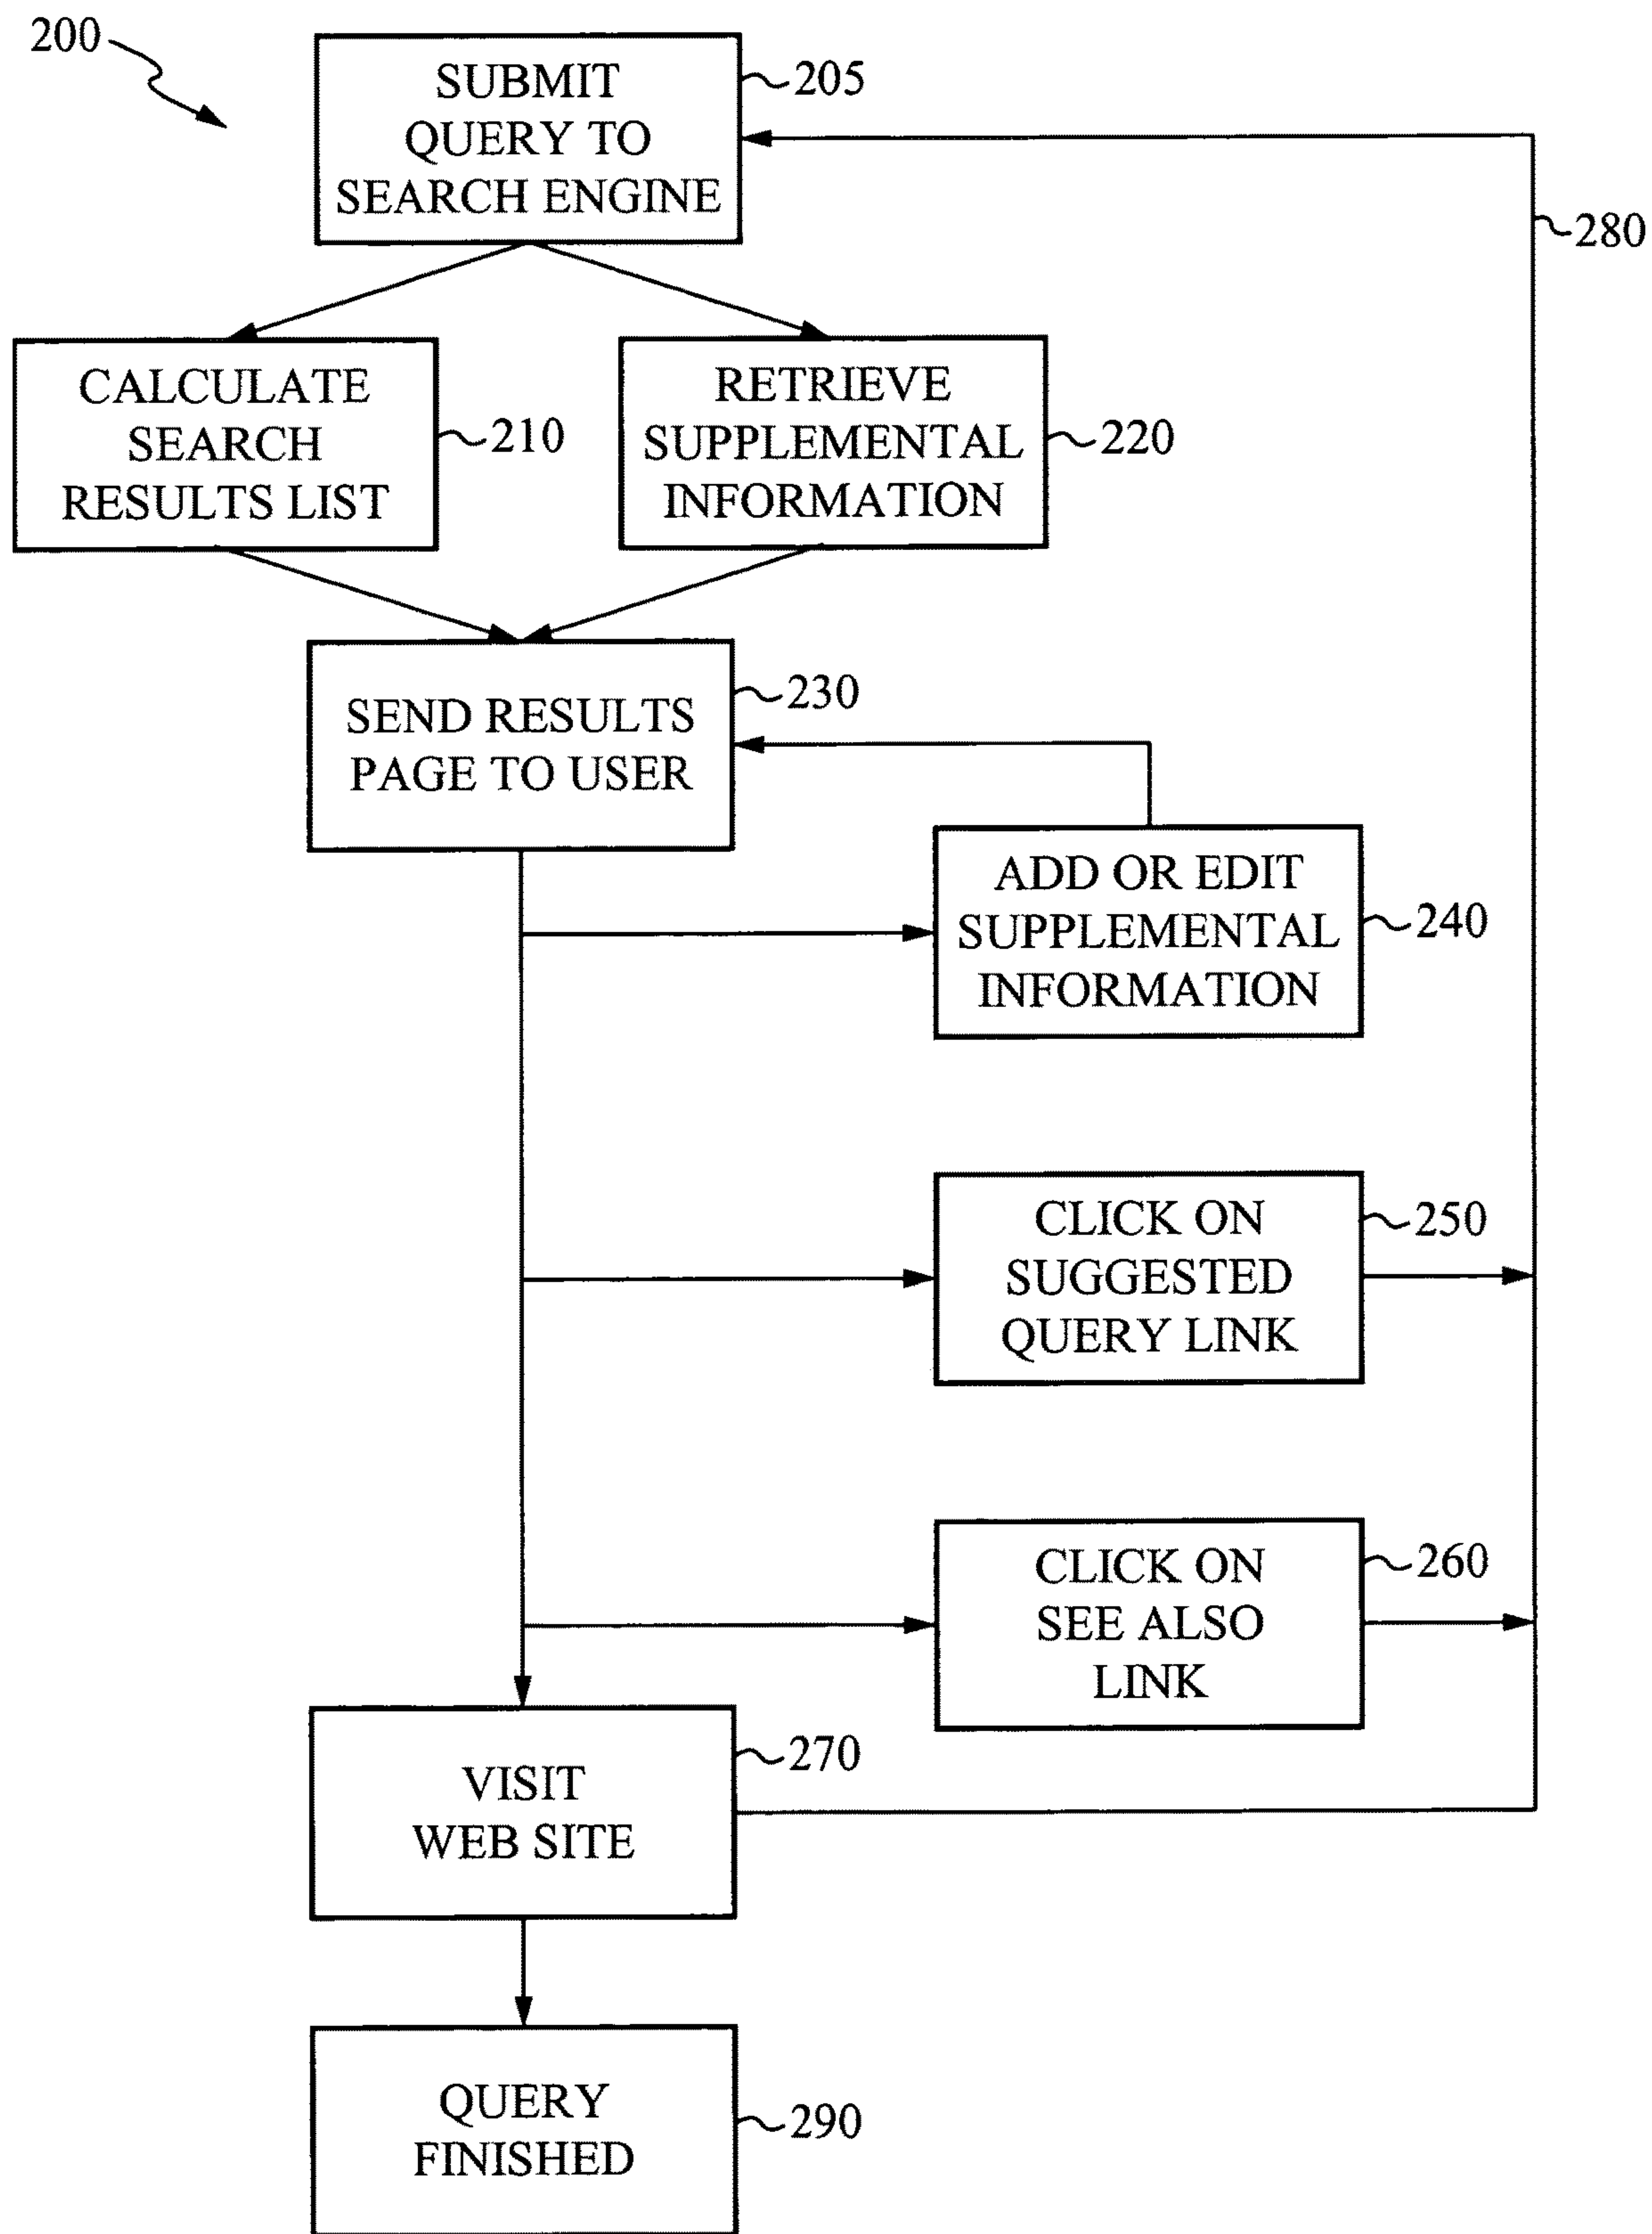 200
SUBMIT
QUERY TO
SEARCH ENGINE
205
280
CALCULATE
SEARCH
RESULTS LIST
210
RETRIEVE
SUPPLEMENTAL
INFORMATION
220
SEND RESULTS
PAGE TO USER
230
ADD OR EDIT
SUPPLEMENTAL
INFORMATION
240
CLICK ON
SUGGESTED
QUERY LINK
250
CLICK ON
SEE ALSO
LINK
260
VISIT
WEB SITE
270
QUERY
FINISHED
290